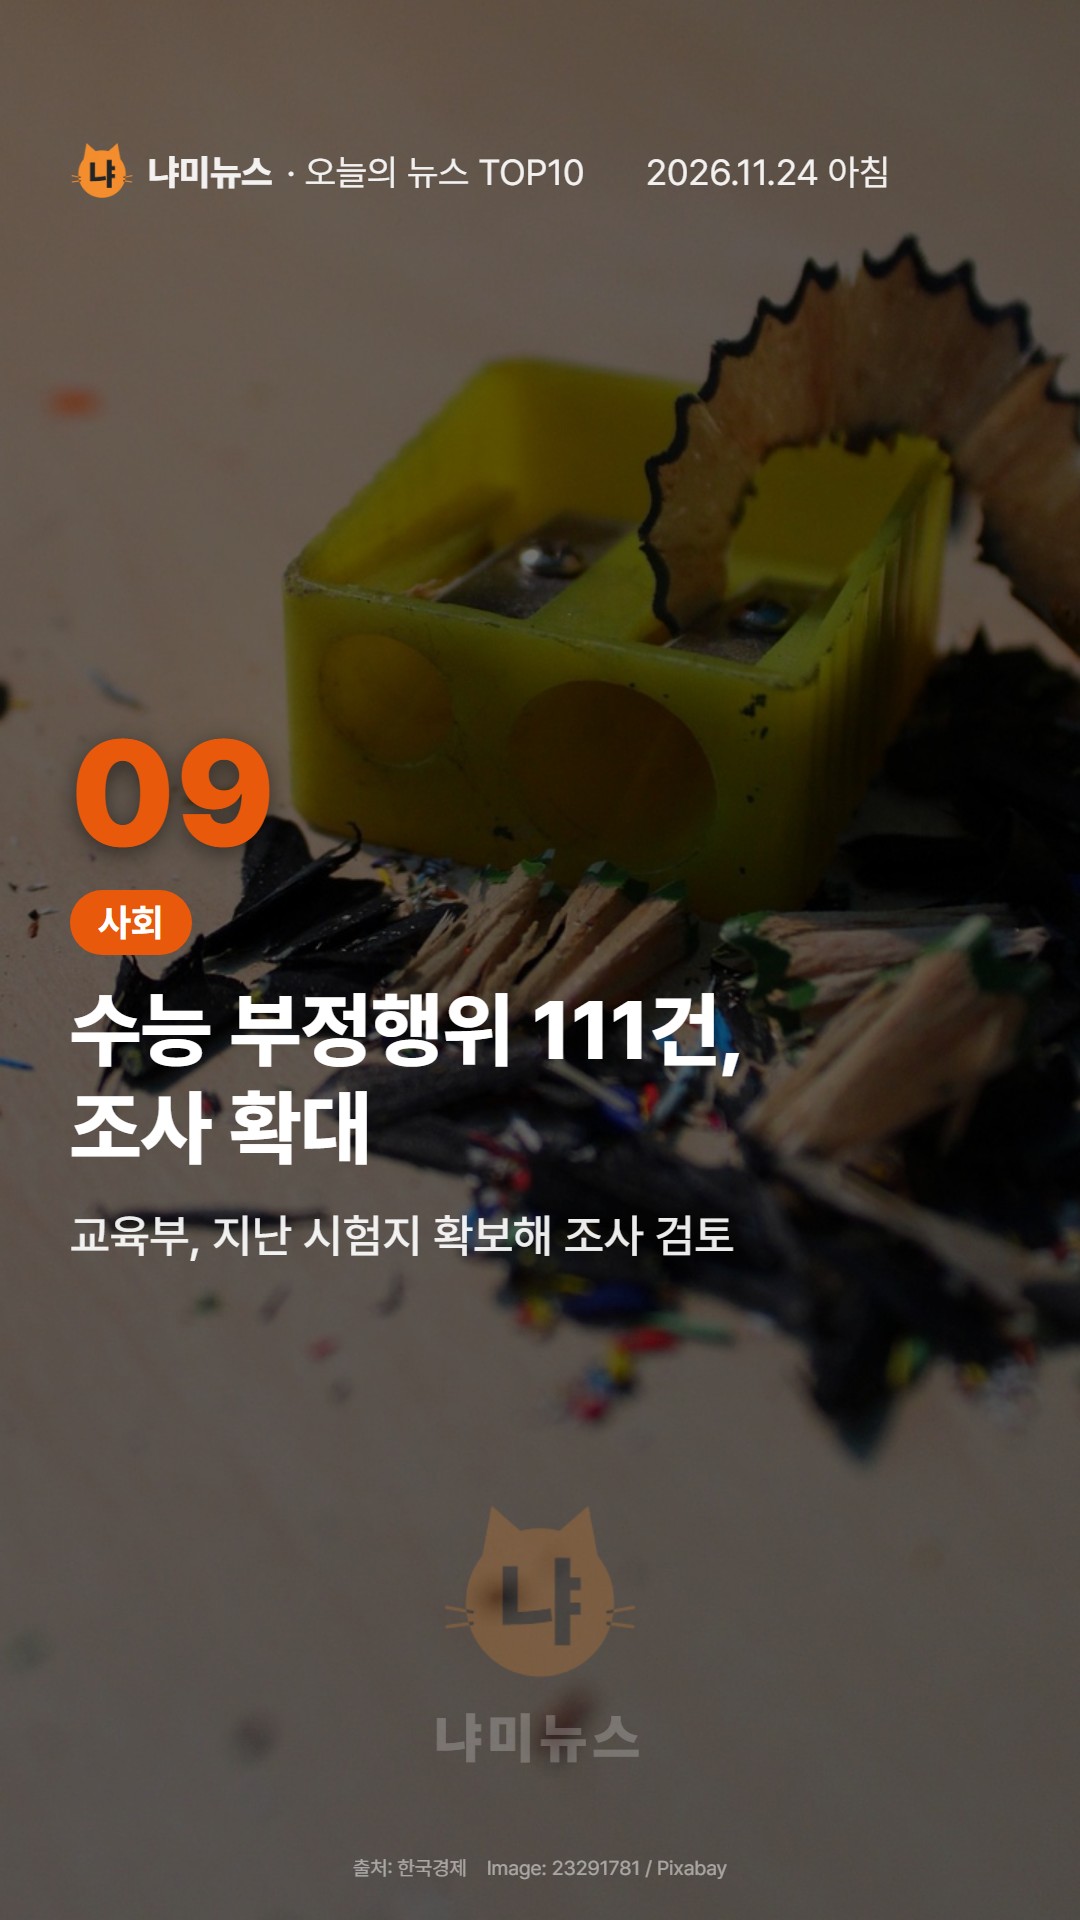 냐 냐미뉴스 · 오늘의 뉴스 TOP10 2026.11.24 아침
09
사회
수능 부정행위 111건,
조사 확대
교육부, 지난 시험지 확보해 조사 검토
냐
냐미뉴스
출처: 한국경제 Image: 23291781 / Pixabay